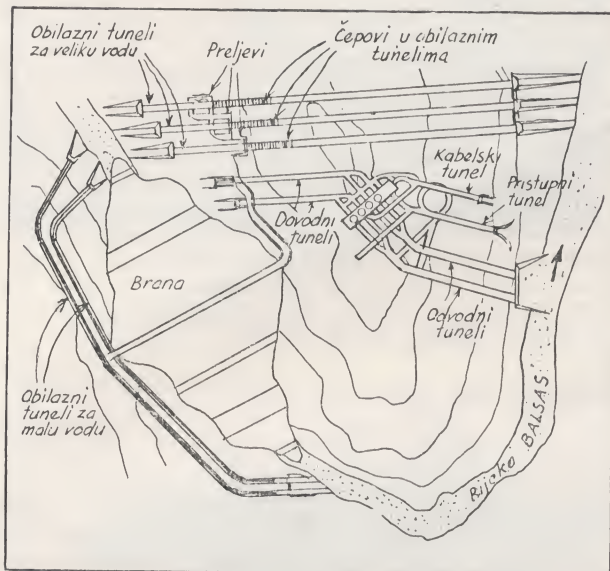 Obilazni tuneli
za veliku vodu
Preljevi
Čepovi u obilaznim
tunelima
Kabelski
tunel
Pristupni
tunel
Dovodni
tuneli
Brana
Odvodni
tuneli
Obilazni
tuneli za
malu vodu
Rijeka BALSAS